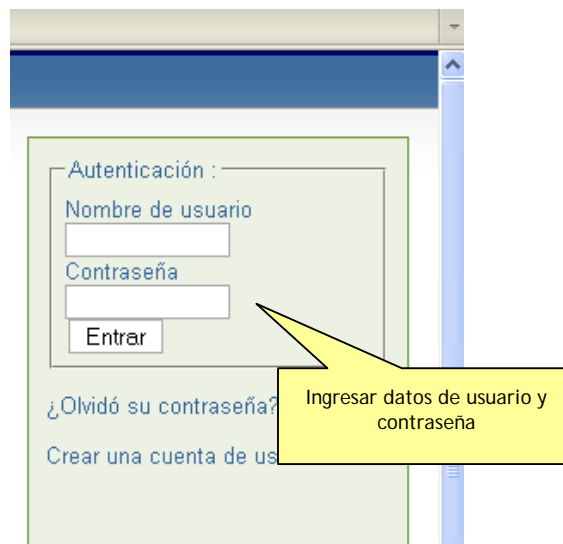 Autenticación :
Nombre de usuario
Contraseña
Entrar
¿Olvidó su contraseña?
Crear una cuenta de us
Ingresar datos de usuario y
contraseña